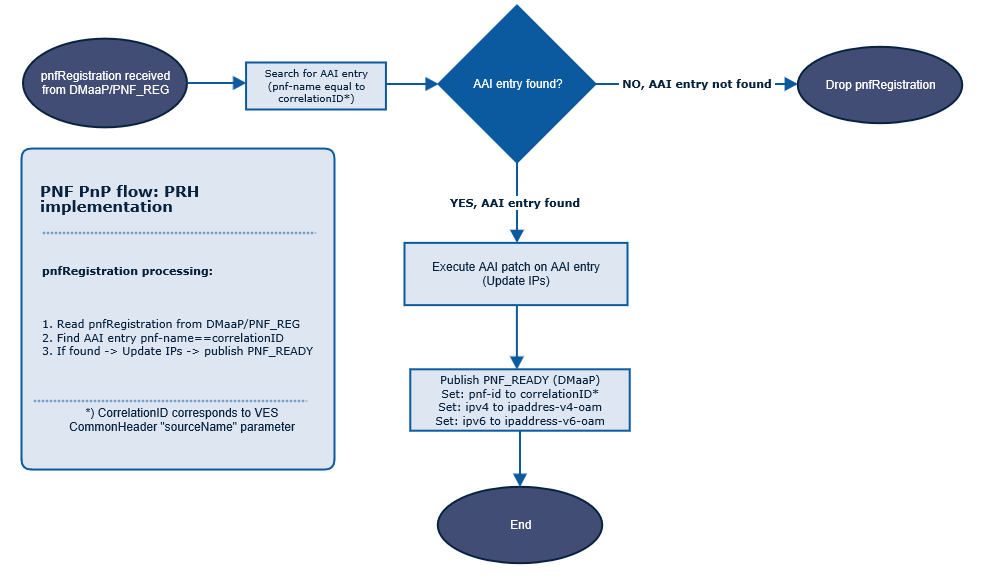 pnfRegistration received
from DMaaP/PNF_REG
Search for AAI entry
(pnf-name equal to
correlationID*)
AAI entry found?
NO, AAI entry not found
Drop pnfRegistration
YES, AAI entry found
Execute AAI patch on AAI entry
(Update IPs)
Publish PNF_READY (DMaaP)
Set: pnf-id to correlationID*
Set: ipv4 to ipaddres-v4-oam
Set: ipv6 to ipaddress-v6-oam
End
PNF PnP flow: PRH
implementation
pnfRegistration processing:
1. Read pnfRegistration from DMaaP/PNF_REG
2. Find AAI entry pnf-name==correlationID
3. If found -> Update IPs -> publish PNF_READY
*) CorrelationID corresponds to VES
CommonHeader "sourceName" parameter